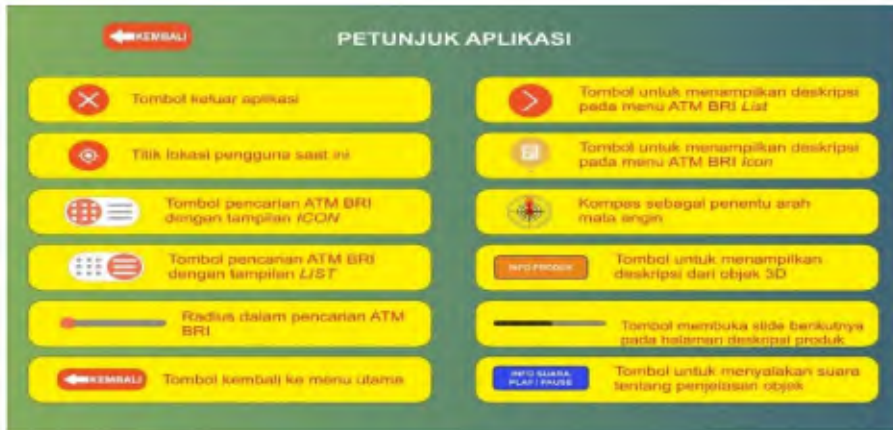 KEMBALI
PETUNJUK APLIKASI
Tombol keluar aplikasi
Titik lokasi pengguna saat ini
Tombol pencarian ATM BRI
dengan tampilan ICON
Tombol pencarian ATM BRI
dengan tampilan LIST
Radius dalam pencarian ATM
BRI
KEMBALI
Tombol kembali ke menu utama
Tombol untuk menampilkan deskripsi
pada menu ATM BRI List
Tombol untuk menampilkan deskripsi
pada menu ATM BRI Icon
Kompas sebagai penentu arah
mata angin
INFO PRODUK
Tombol untuk menampilkan
deskripsi dari objek 3D
Tombol membuka slide berikutnya
pada halaman deskripsi produk
INFO SUARA
PLAY / PAUSE
Tombol untuk menyalakan suara
tentang penjelasan objek